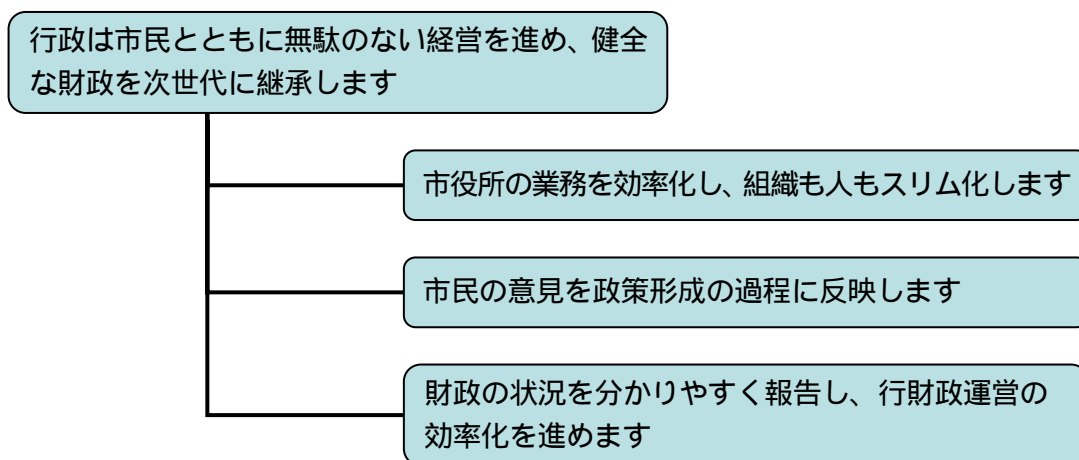 行政は市民とともに無駄のない経営を進め、健全
な財政を次世代に継承します
市役所の業務を効率化し、組織も人もスリム化します
市民の意見を政策形成の過程に反映します
財政の状況を分かりやすく報告し、行財政運営の
効率化を進めます